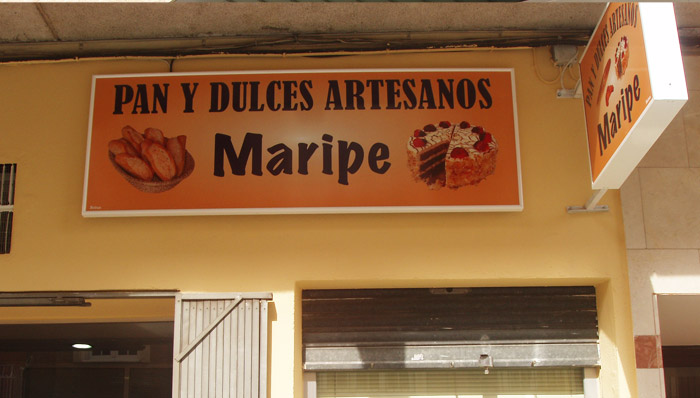 PAN Y DULCES ARTESANOS
Maripe
PAN Y DULCES ARTESANOS
Maripe